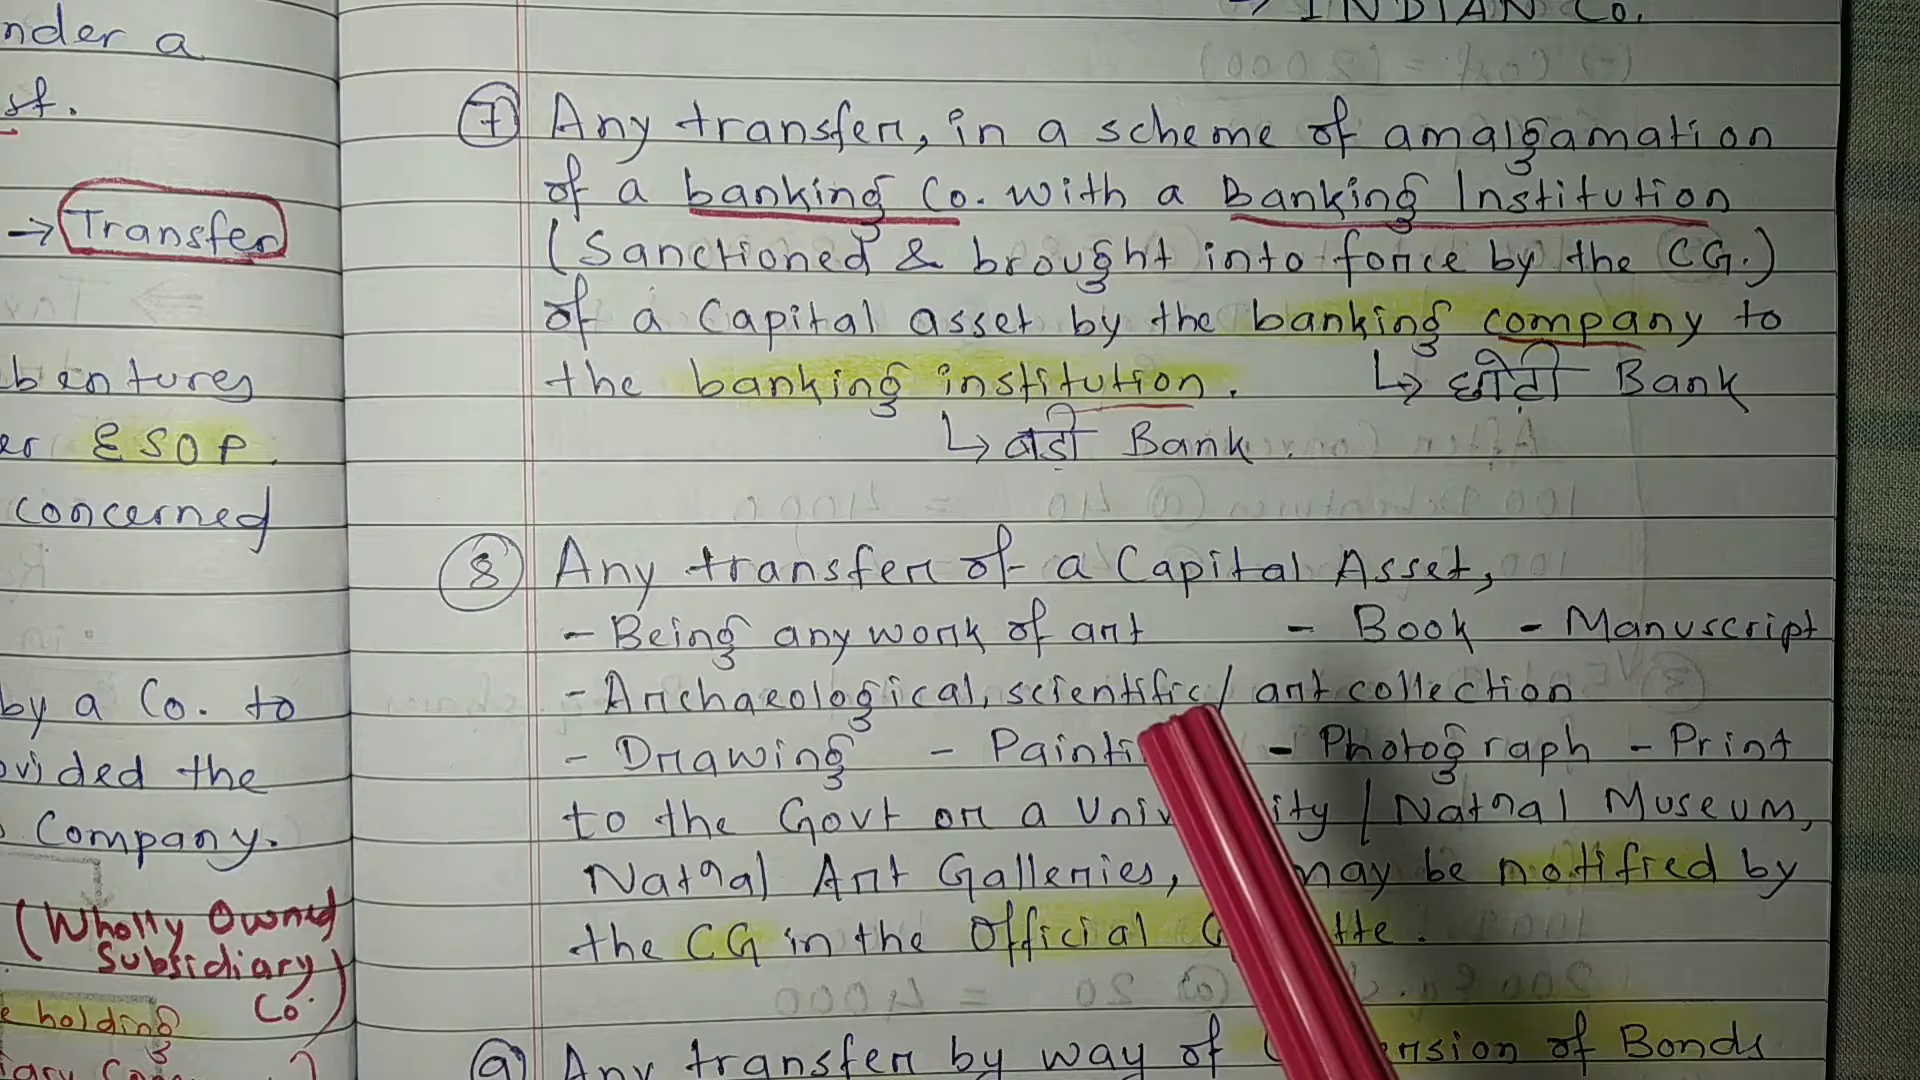 nder a
st.
→ Transfer
bentures
er ESOP.
concerned
by a Co. to
ovided the
Company.
(Wholly Owned
Subsidiary)
Co.
e holding
iary Com
→ INDIAN Co.
⑦ Any transfer, in a scheme of amalgamation
of a banking Co. with a Banking Institution
(Sanctioned & brought into force by the CG.)
of a Capital asset by the banking company to
the banking institution. ↳ छोटी Bank
↳ बडी Bank
⑧ Any transfer of a Capital Asset,
- Being any work of art - Book - Manuscript
- Archaeological, scientific / art collection
- Drawing - Painti - Photograph - Print
to the Govt or a Univ ity / Natnal Museum,
Natnal Art Galleries, may be notified by
the CG in the Official G tte.
⑨ Any transfer by way of rsion of Bonds